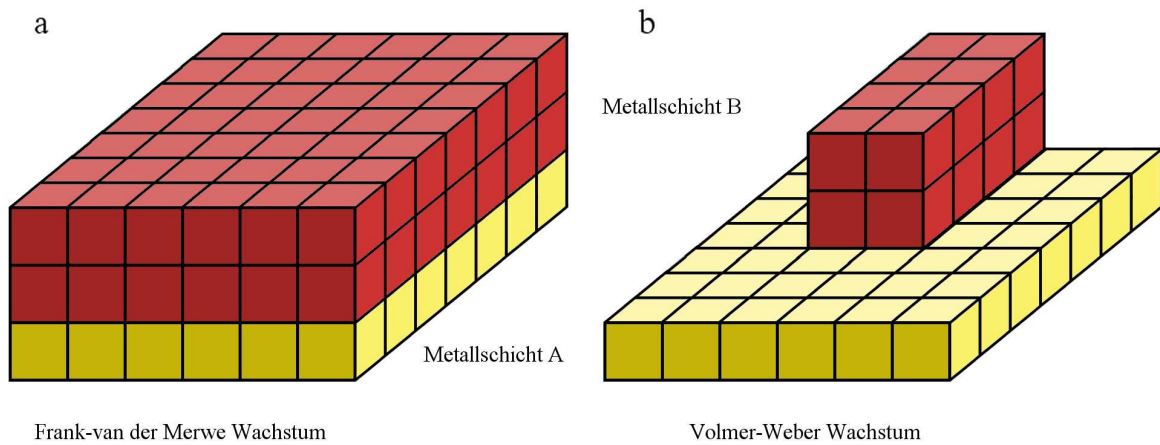 a
b
Metallschicht B
Metallschicht A
Frank-van der Merwe Wachstum
Volmer-Weber Wachstum